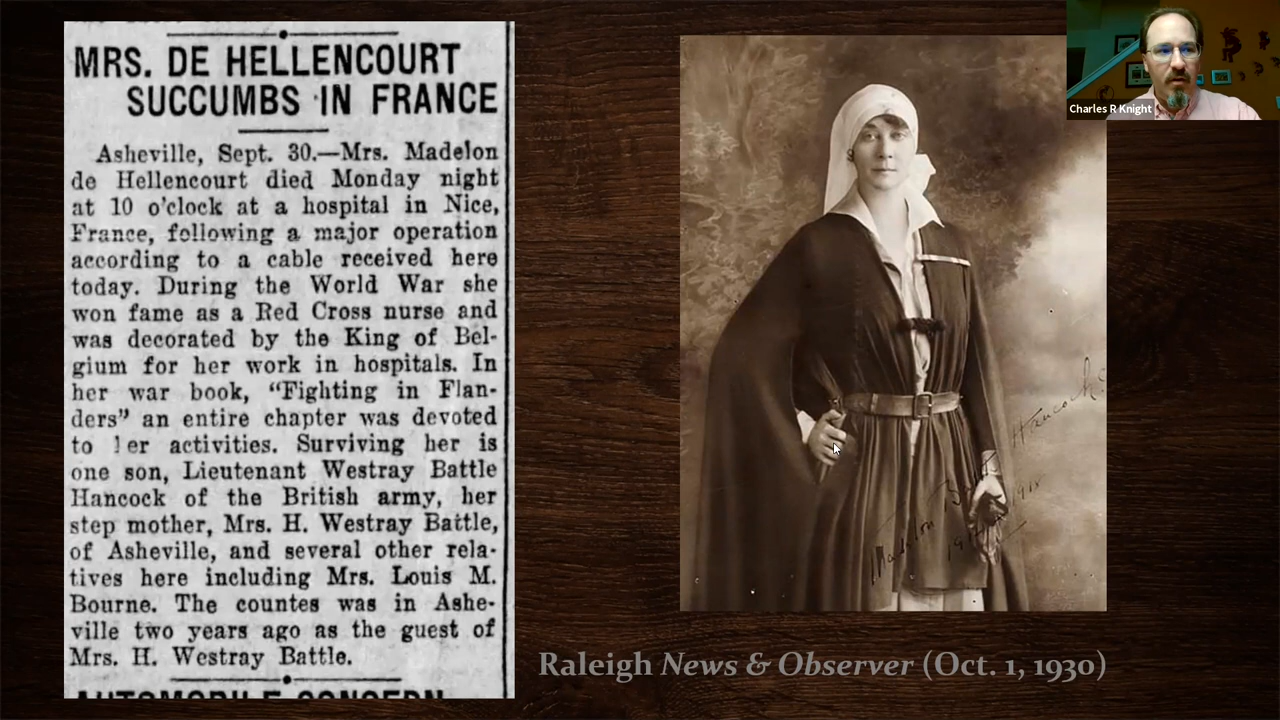 MRS. DE HELLENCOURT
SUCCUMBS IN FRANCE
Asheville, Sept. 30.—Mrs. Madelon
de Hellencourt died Monday night
at 10 o'clock at a hospital in Nice,
France, following a major operation
according to a cable received here
today. During the World War she
won fame as a Red Cross nurse and
was decorated by the King of Bel-
gium for her work in hospitals. In
her war book, "Fighting in Flan-
ders" an entire chapter was devoted
to er activities. Surviving her is
one son, Lieutenant Westray Battle
Hancock of the British army, her
step mother, Mrs. H. Westray Battle,
of Asheville, and several other rela-
tives here including Mrs. Louis M.
Bourne. The countes was in Ashe-
ville two years ago as the guest of
Mrs. H. Westray Battle.
AUTOMOBILE CONCERN
Charles R Knight
Hancock
Madelon
Raleigh News & Observer (Oct. 1, 1930)